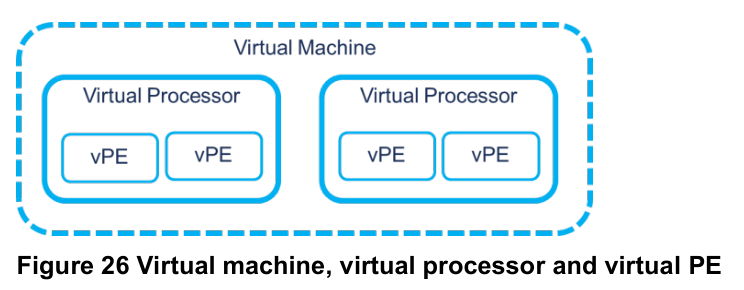 Virtual Machine
Virtual Processor
Virtual Processor
vPE
vPE
vPE
vPE
Figure 26 Virtual machine, virtual processor and virtual PE